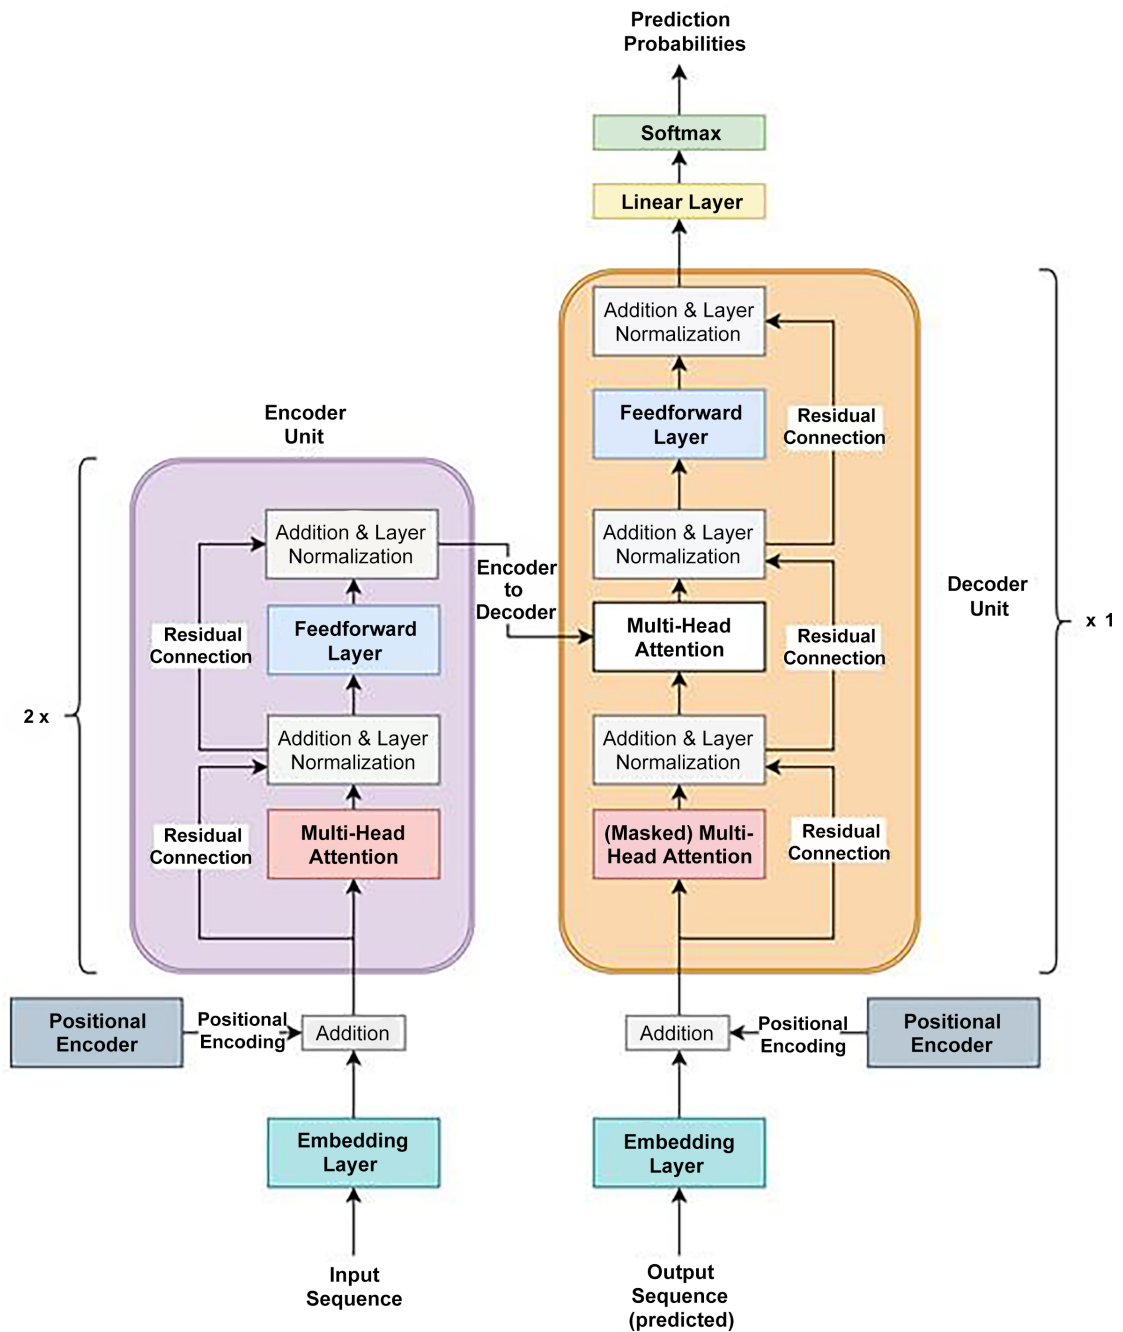 Prediction
Probabilities
Softmax
Linear Layer
Addition & Layer
Normalization
Feedforward
Layer
Residual
Connection
Addition & Layer
Normalization
Multi-Head
Attention
Residual
Connection
Addition & Layer
Normalization
(Masked) Multi-
Head Attention
Residual
Connection
Decoder
Unit
x 1
Encoder
Unit
Addition & Layer
Normalization
Encoder
to
Decoder
Feedforward
Layer
Residual
Connection
2 x
Addition & Layer
Normalization
Multi-Head
Attention
Residual
Connection
Positional
Encoder
Positional
Encoding
Addition
Addition
Positional
Encoding
Positional
Encoder
Embedding
Layer
Embedding
Layer
Input
Sequence
Output
Sequence
(predicted)